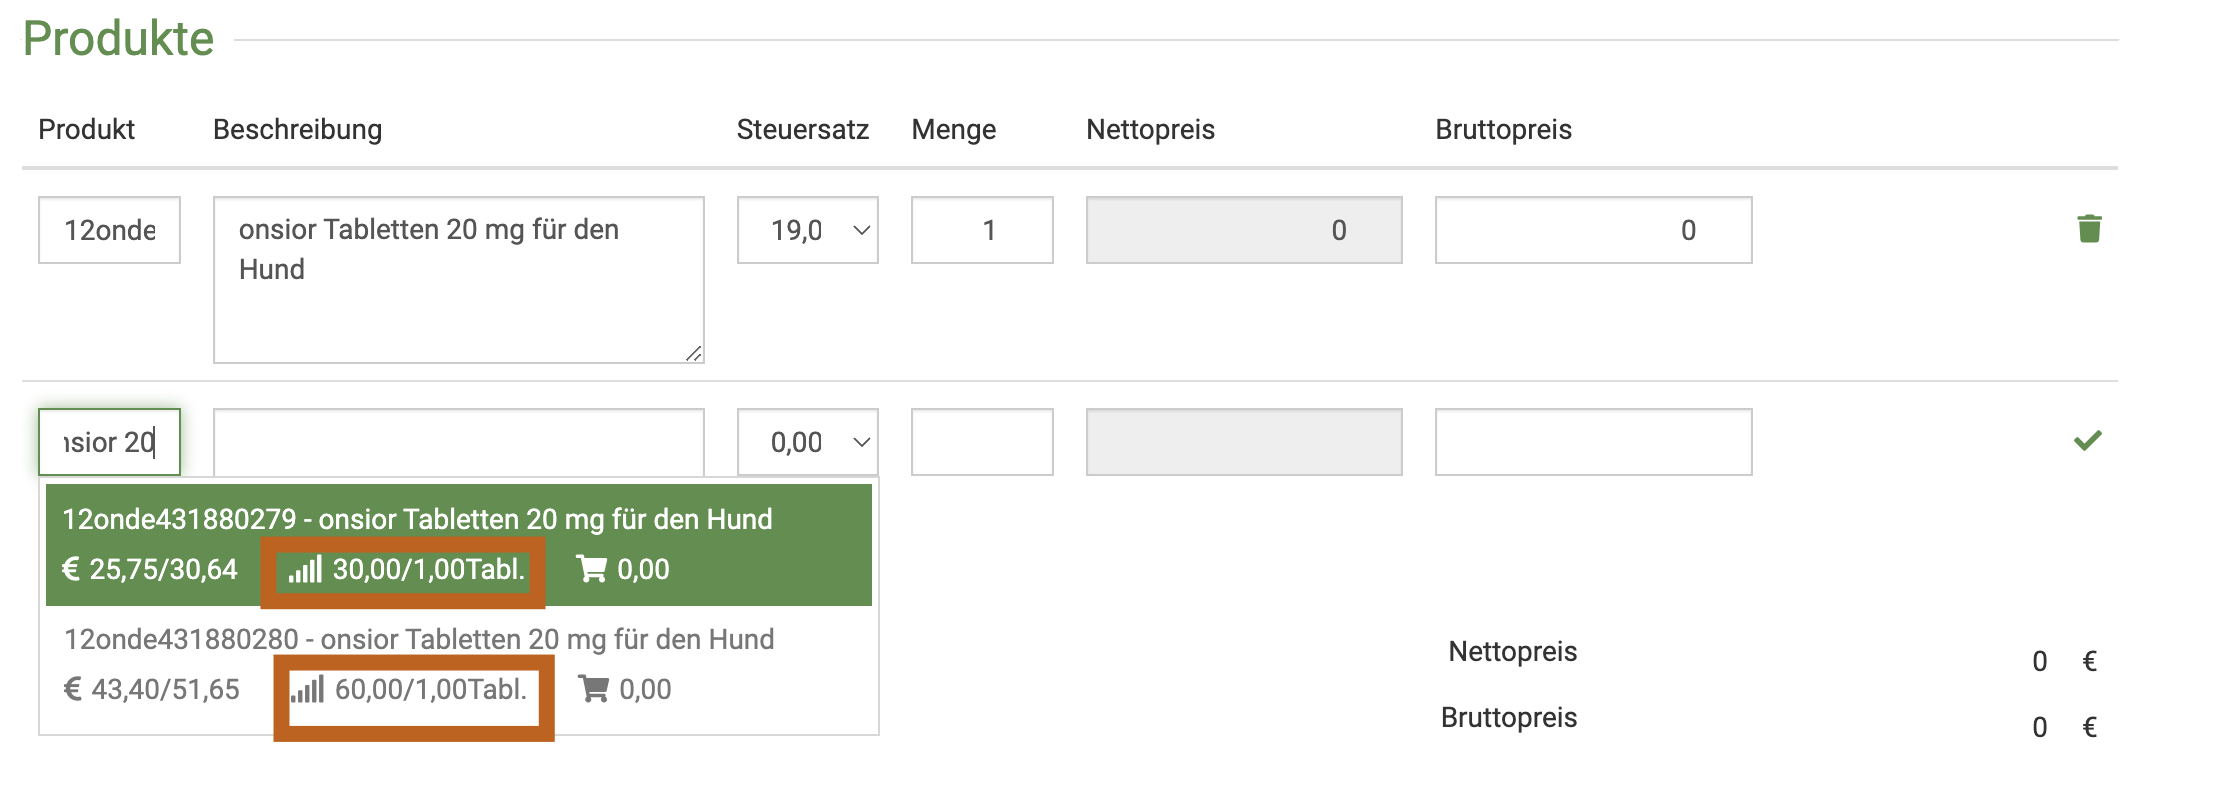 Produkte
Produkt Beschreibung Steuersatz Menge Nettopreis Bruttopreis
12onde onsior Tabletten 20 mg für den 19,0 1 0 0
Hund
nsior 20 0,00
12onde431880279 - onsior Tabletten 20 mg für den Hund
€ 25,75/30,64 30,00/1,00Tabl. 0,00
12onde431880280 - onsior Tabletten 20 mg für den Hund
€ 43,40/51,65 60,00/1,00Tabl. 0,00
Nettopreis 0 €
Bruttopreis 0 €